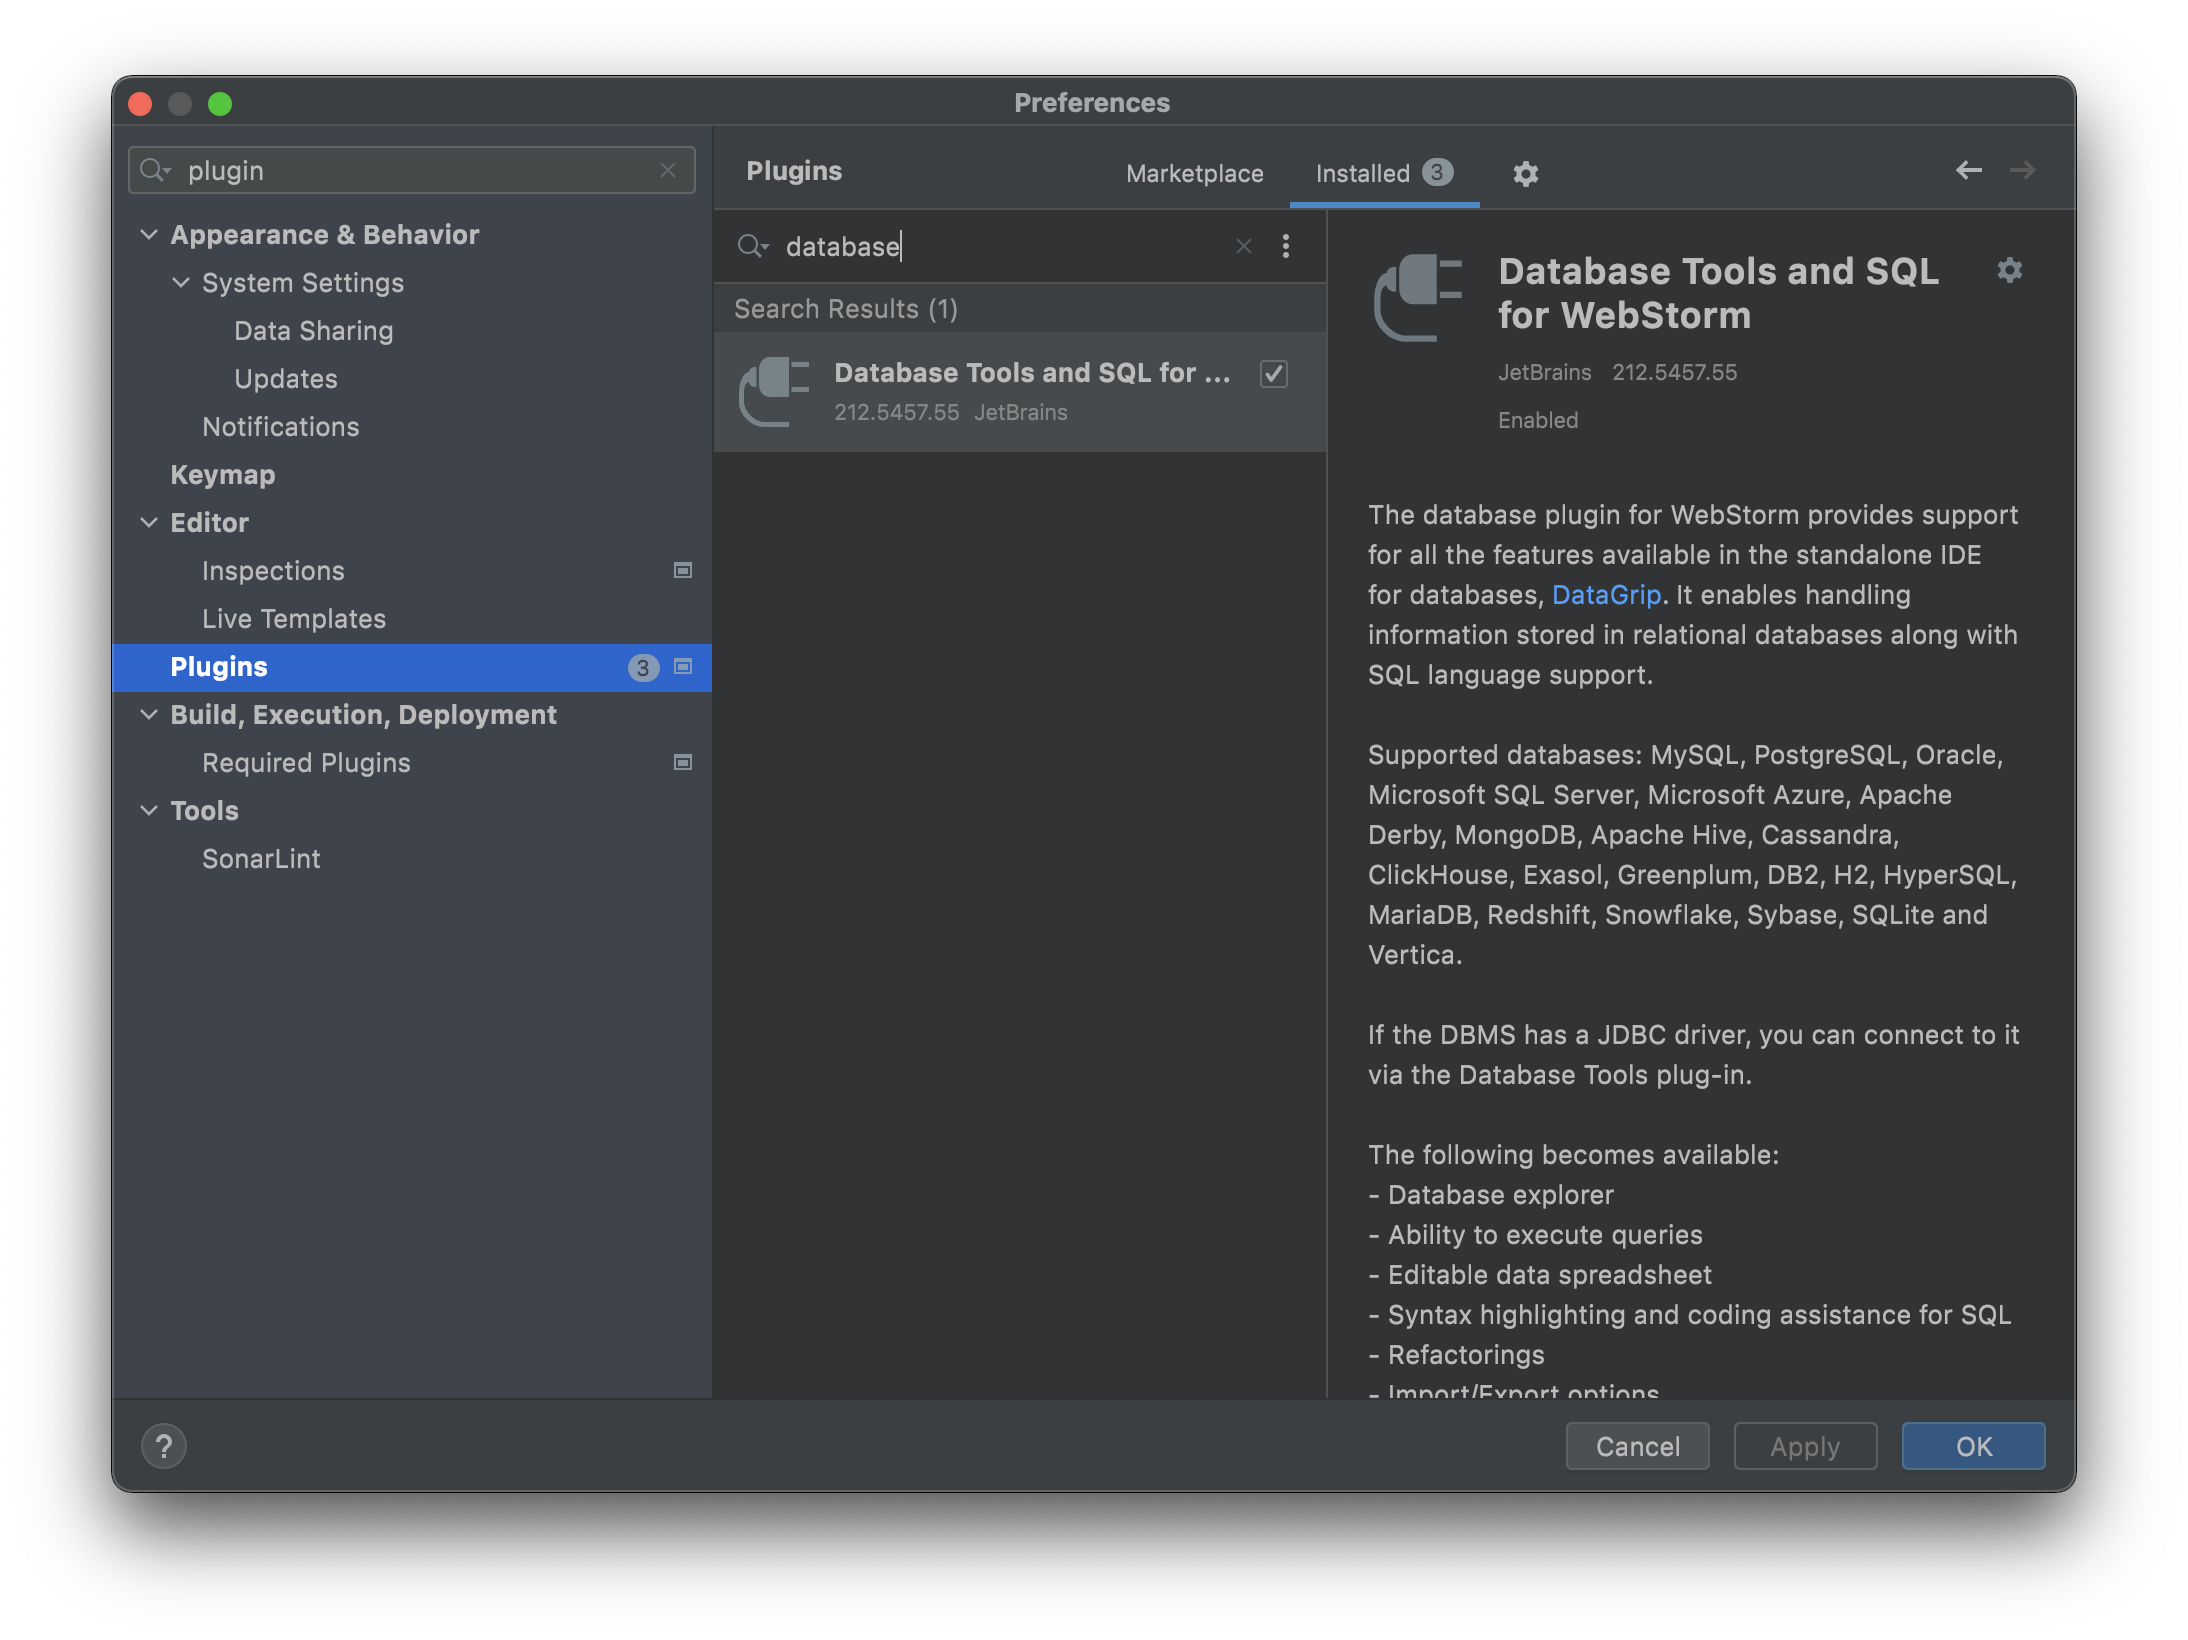 Preferences
plugin
Appearance & Behavior
System Settings
Data Sharing
Updates
Notifications
Keymap
Editor
Inspections
Live Templates
Plugins 3
Build, Execution, Deployment
Required Plugins
Tools
SonarLint
Plugins
Marketplace
Installed 3
database
Search Results (1)
Database Tools and SQL for ...
212.5457.55 JetBrains
Database Tools and SQL
for WebStorm
JetBrains 212.5457.55
Enabled
The database plugin for WebStorm provides support
for all the features available in the standalone IDE
for databases, DataGrip. It enables handling
information stored in relational databases along with
SQL language support.
Supported databases: MySQL, PostgreSQL, Oracle,
Microsoft SQL Server, Microsoft Azure, Apache
Derby, MongoDB, Apache Hive, Cassandra,
ClickHouse, Exasol, Greenplum, DB2, H2, HyperSQL,
MariaDB, Redshift, Snowflake, Sybase, SQLite and
Vertica.
If the DBMS has a JDBC driver, you can connect to it
via the Database Tools plug-in.
The following becomes available:
- Database explorer
- Ability to execute queries
- Editable data spreadsheet
- Syntax highlighting and coding assistance for SQL
- Refactorings
- Import/Export options
?
Cancel
Apply
OK